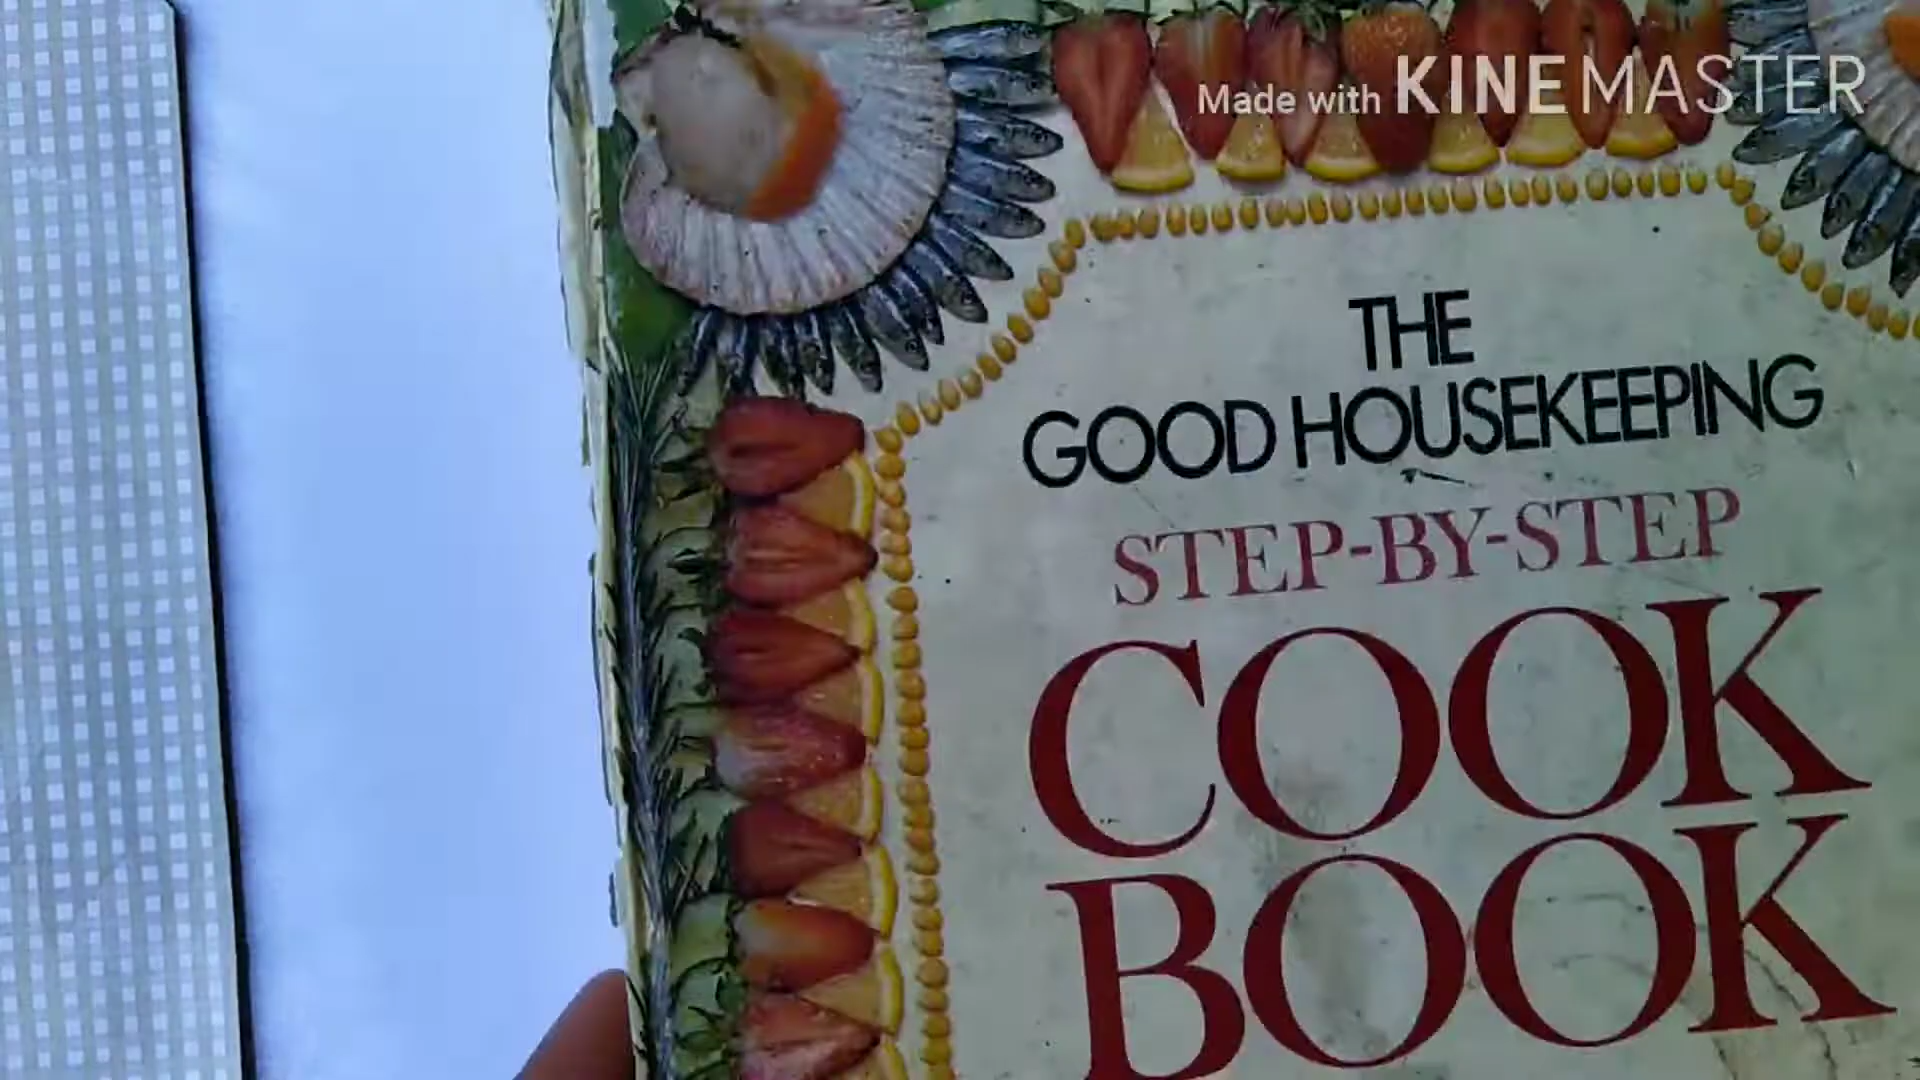 Made with KINEMASTER
THE
GOOD HOUSEKEEPING
STEP-BY-STEP
COOK
BOOK